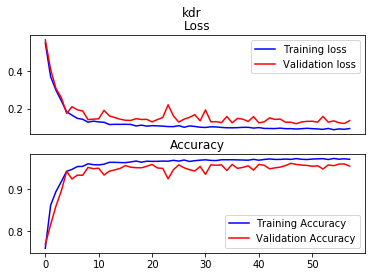 kdr
Loss
Training loss
Validation loss
0.4
0.2
Accuracy
0.9
0.8
Training Accuracy
Validation Accuracy
0 10 20 30 40 50